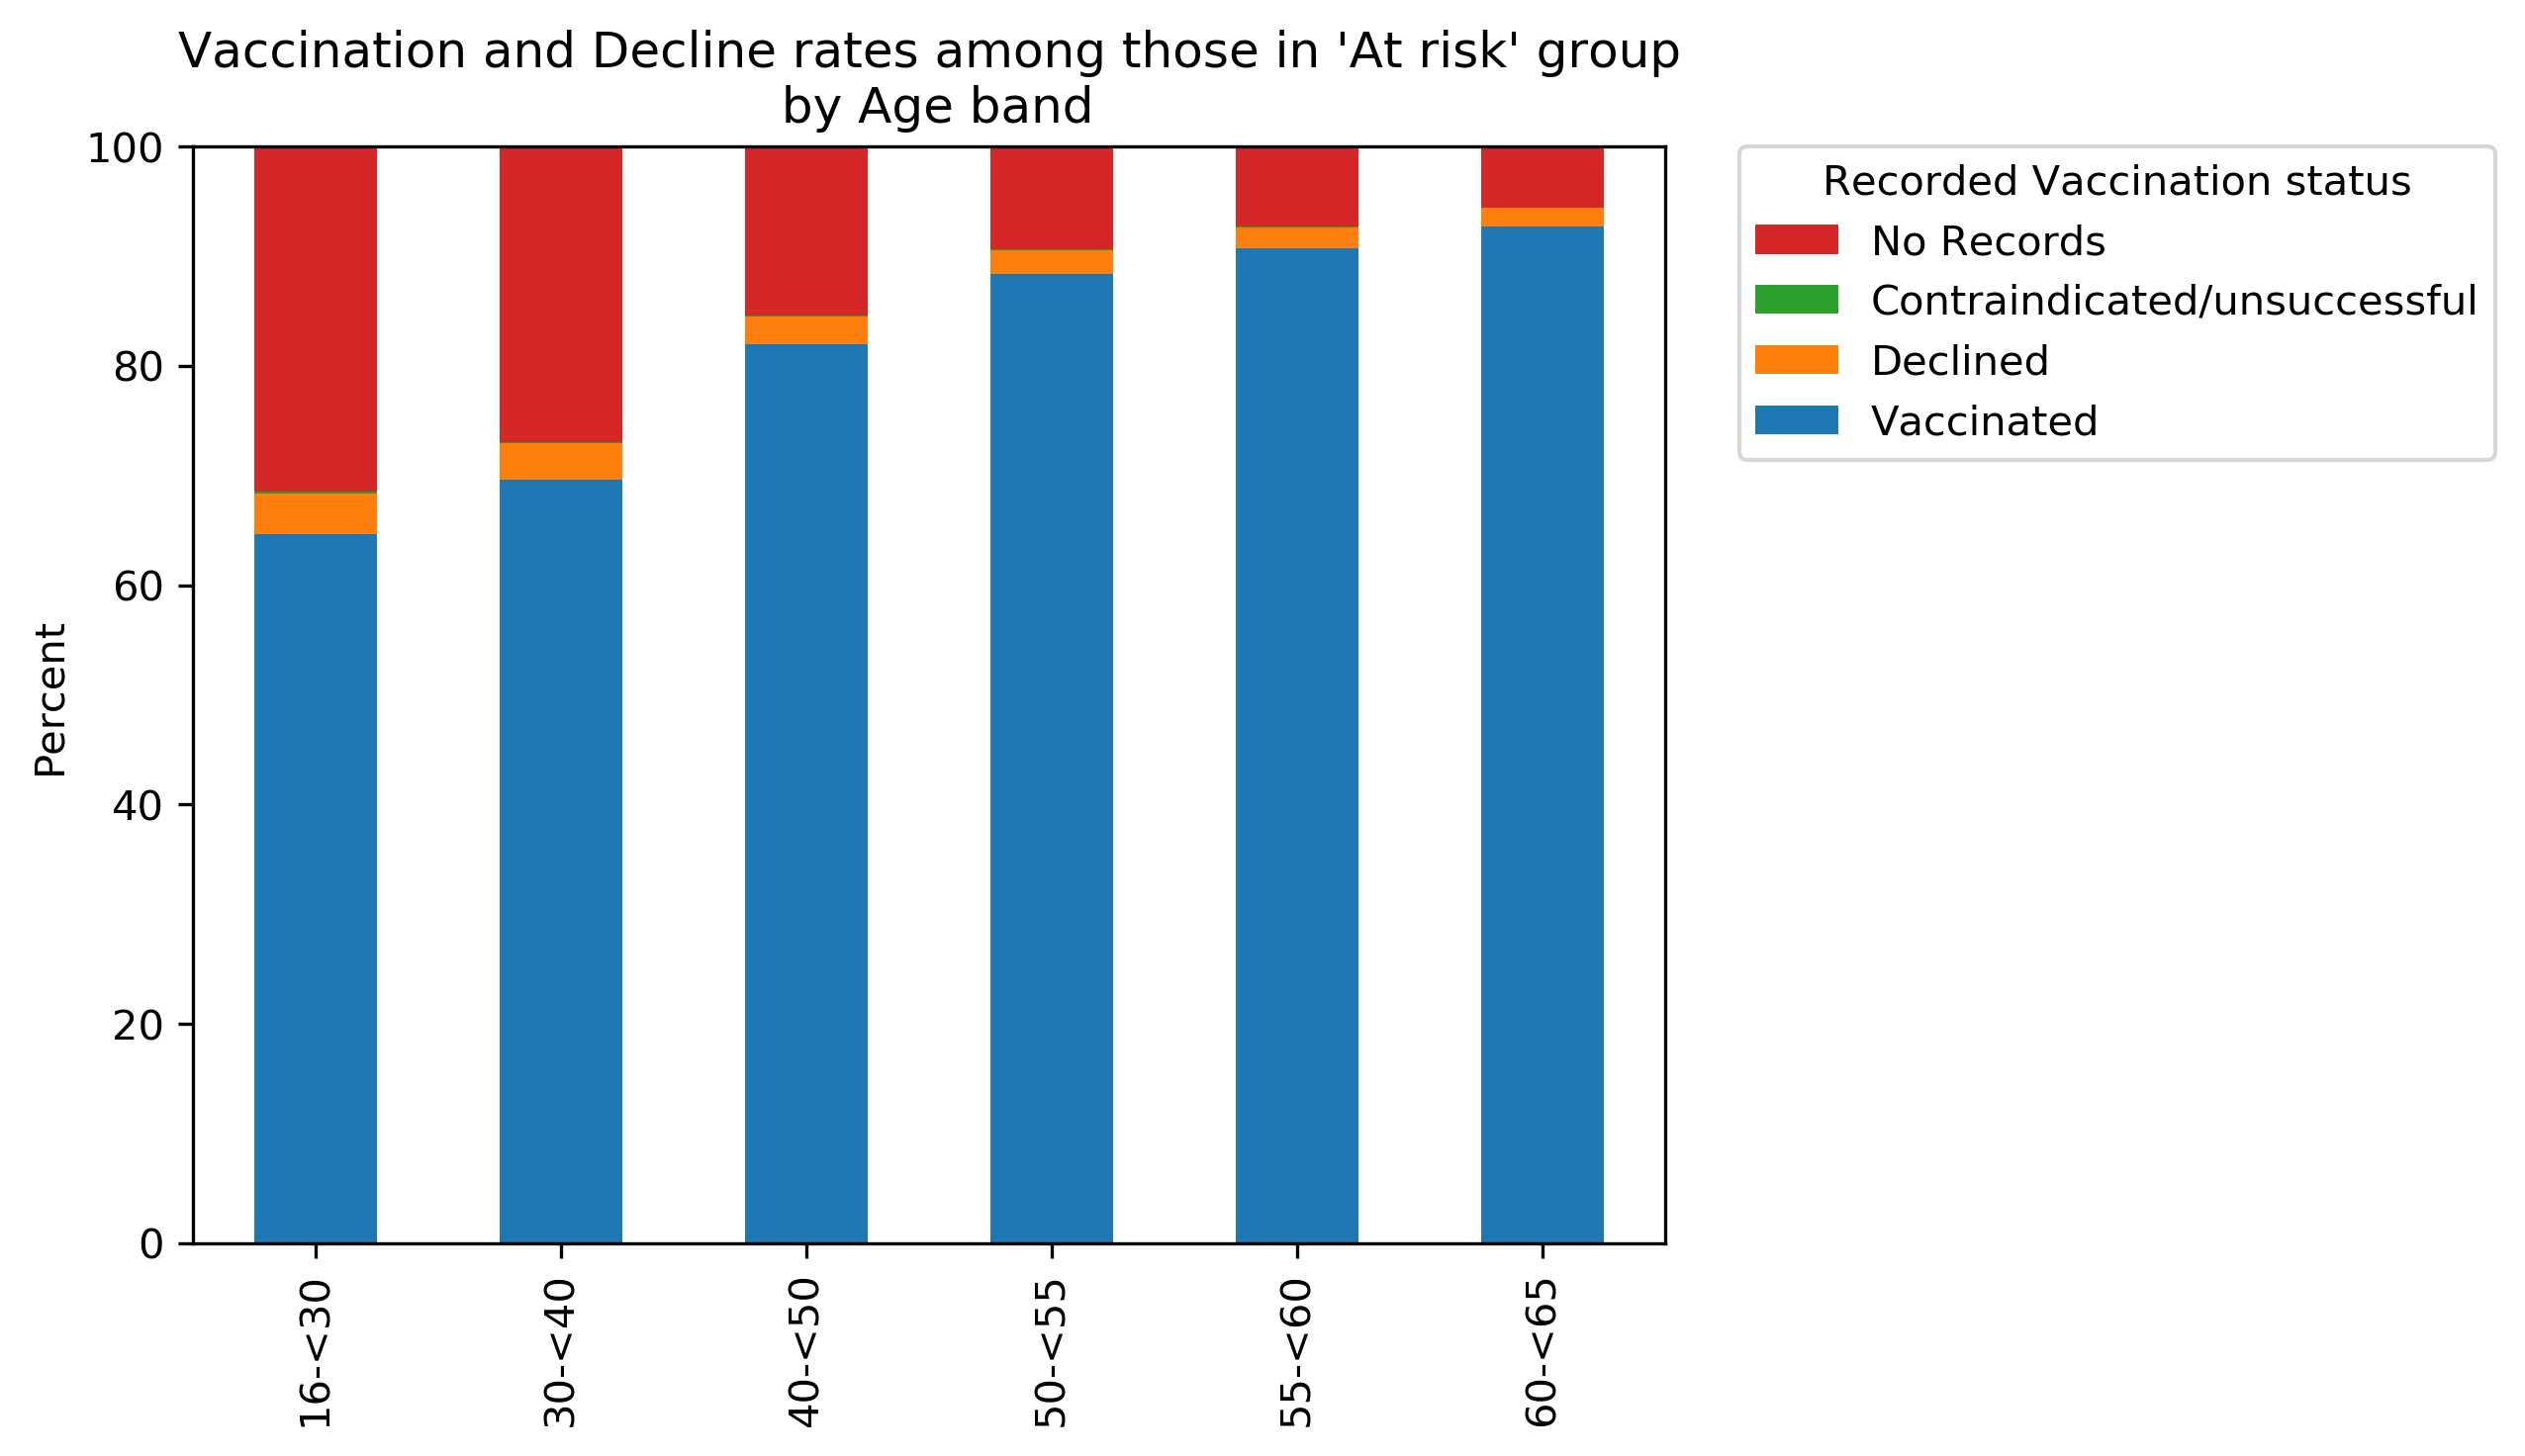 Vaccination and Decline rates among those in 'At risk' group
by Age band
Percent
100
80
60
40
20
0
16-<30
30-<40
40-<50
50-<55
55-<60
60-<65
Recorded Vaccination status
No Records
Contraindicated/unsuccessful
Declined
Vaccinated